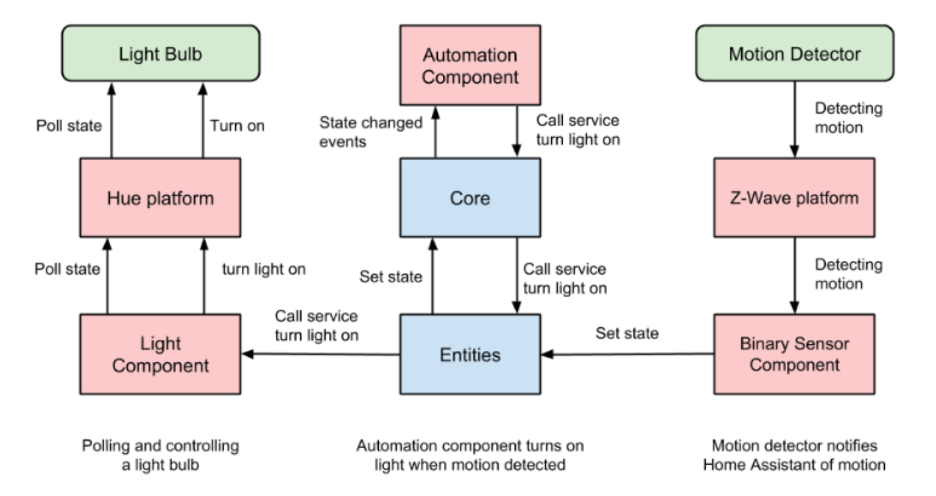 Light Bulb
Automation
Component
Motion Detector
Poll state
Turn on
State changed
events
Call service
turn light on
Detecting
motion
Hue platform
Core
Z-Wave platform
Poll state
turn light on
Set state
Call service
turn light on
Detecting
motion
Light
Component
Call service
turn light on
Entities
Set state
Binary Sensor
Component
Polling and controlling
a light bulb
Automation component turns on
light when motion detected
Motion detector notifies
Home Assistant of motion